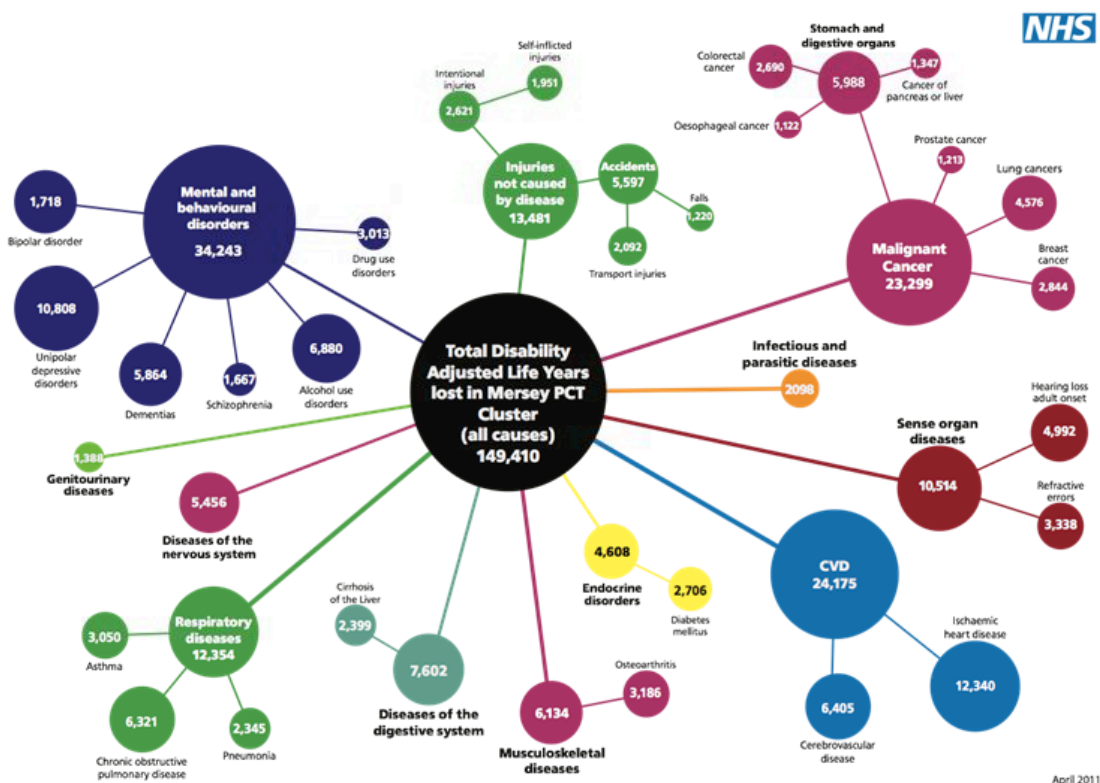 NHS
Stomach and
digestive organs
Colorectal
cancer
2,690
5,988
1,347
Cancer of
pancreas or liver
Oesophageal cancer
1,122
Prostate cancer
1,213
Lung cancers
4,576
Malignant
Cancer
23,299
Breast
cancer
2,844
Self-inflicted
injuries
1,951
Intentional
injuries
2,621
Injuries
not caused
by disease
13,481
Accidents
5,597
Falls
1,220
2,092
Transport injuries
Mental and
behavioural
disorders
34,243
1,718
Bipolar disorder
3,013
Drug use
disorders
10,808
Unipolar
depressive
disorders
5,864
Dementias
1,667
Schizophrenia
6,880
Alcohol use
disorders
Total Disability
Adjusted Life Years
lost in Mersey PCT
Cluster
(all causes)
149,410
Infectious and
parasitic diseases
2098
Hearing loss
adult onset
4,992
Sense organ
diseases
10,514
Refractive
errors
3,338
1,388
Genitourinary
diseases
5,456
Diseases of the
nervous system
CVD
24,175
Ischaemic
heart disease
12,340
6,405
Cerebrovascular
disease
4,608
Endocrine
disorders
2,706
Diabetes
mellitus
Respiratory
diseases
12,354
3,050
Asthma
6,321
Chronic obstructive
pulmonary disease
2,345
Pneumonia
Cirrhosis
of the Liver
2,399
7,602
Diseases of the
digestive system
Osteoarthritis
3,186
6,134
Musculoskeletal
diseases
April 2011